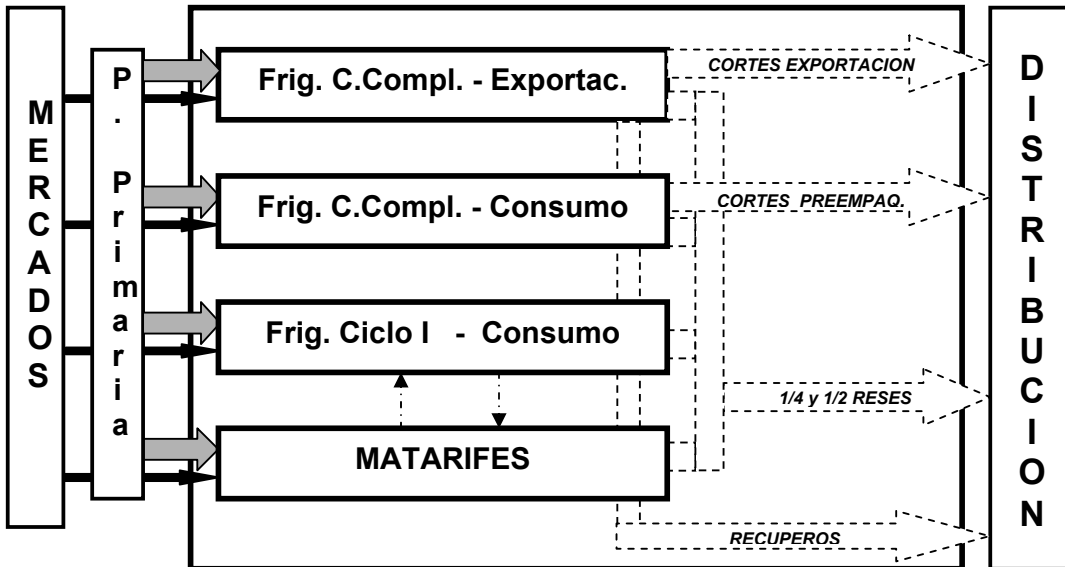 MERCADOS
P. Primaria
Frig. C.Compl. - Exportac.
CORTES EXPORTACION
Frig. C.Compl. - Consumo
CORTES PREEMPAQ.
Frig. Ciclo I - Consumo
1/4 y 1/2 RESES
MATARIFES
RECUPEROS
DISTRIBUCION